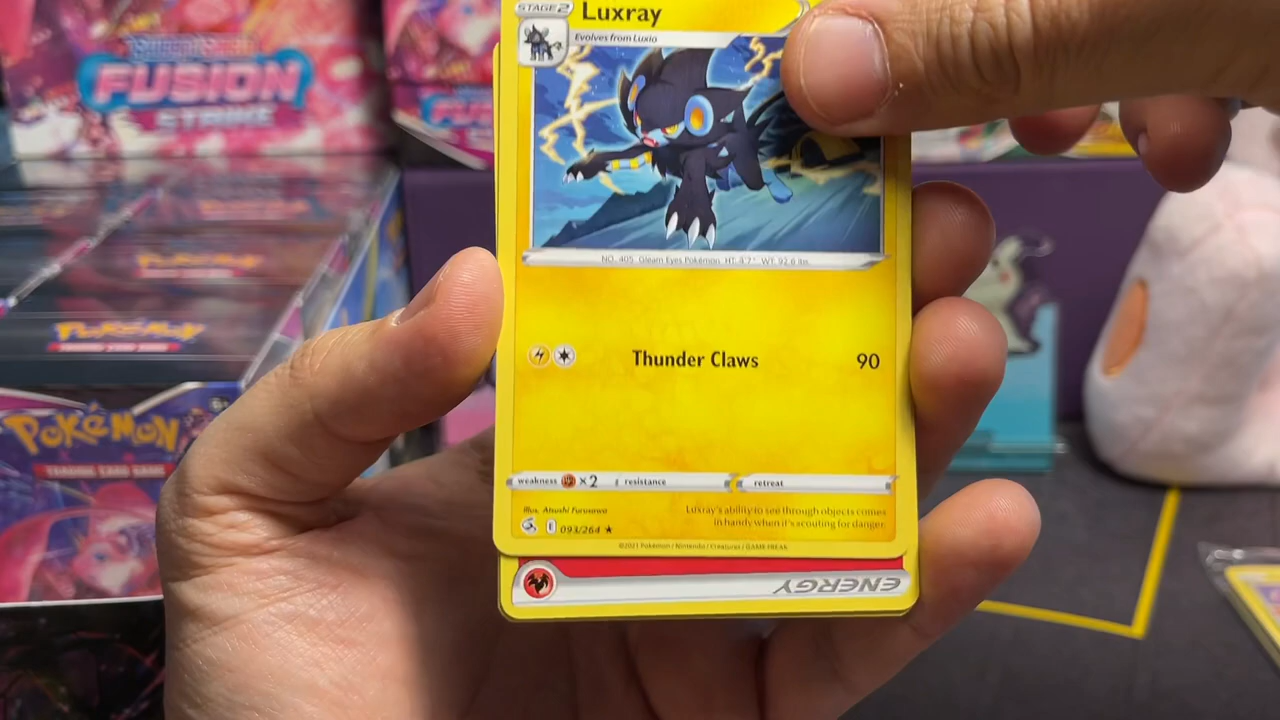 STAGE 2
Luxray
Evolves from Luxio
NO. 405 Gleam Eyes Pokémon HT: 4'7" WT: 92.6 lbs.
Thunder Claws 90
weakness ×2 resistance retreat
Illus. Atsushi Furusawa
Luxray's ability to see through objects comes
in handy when it's scouting for danger.
093/264 ★
©2021 Pokémon / Nintendo / Creatures / GAME FREAK
ENERGY
FUSION
STRIKE
FUSION
POKÉMON
POKÉMON
TRADING CARD GAME